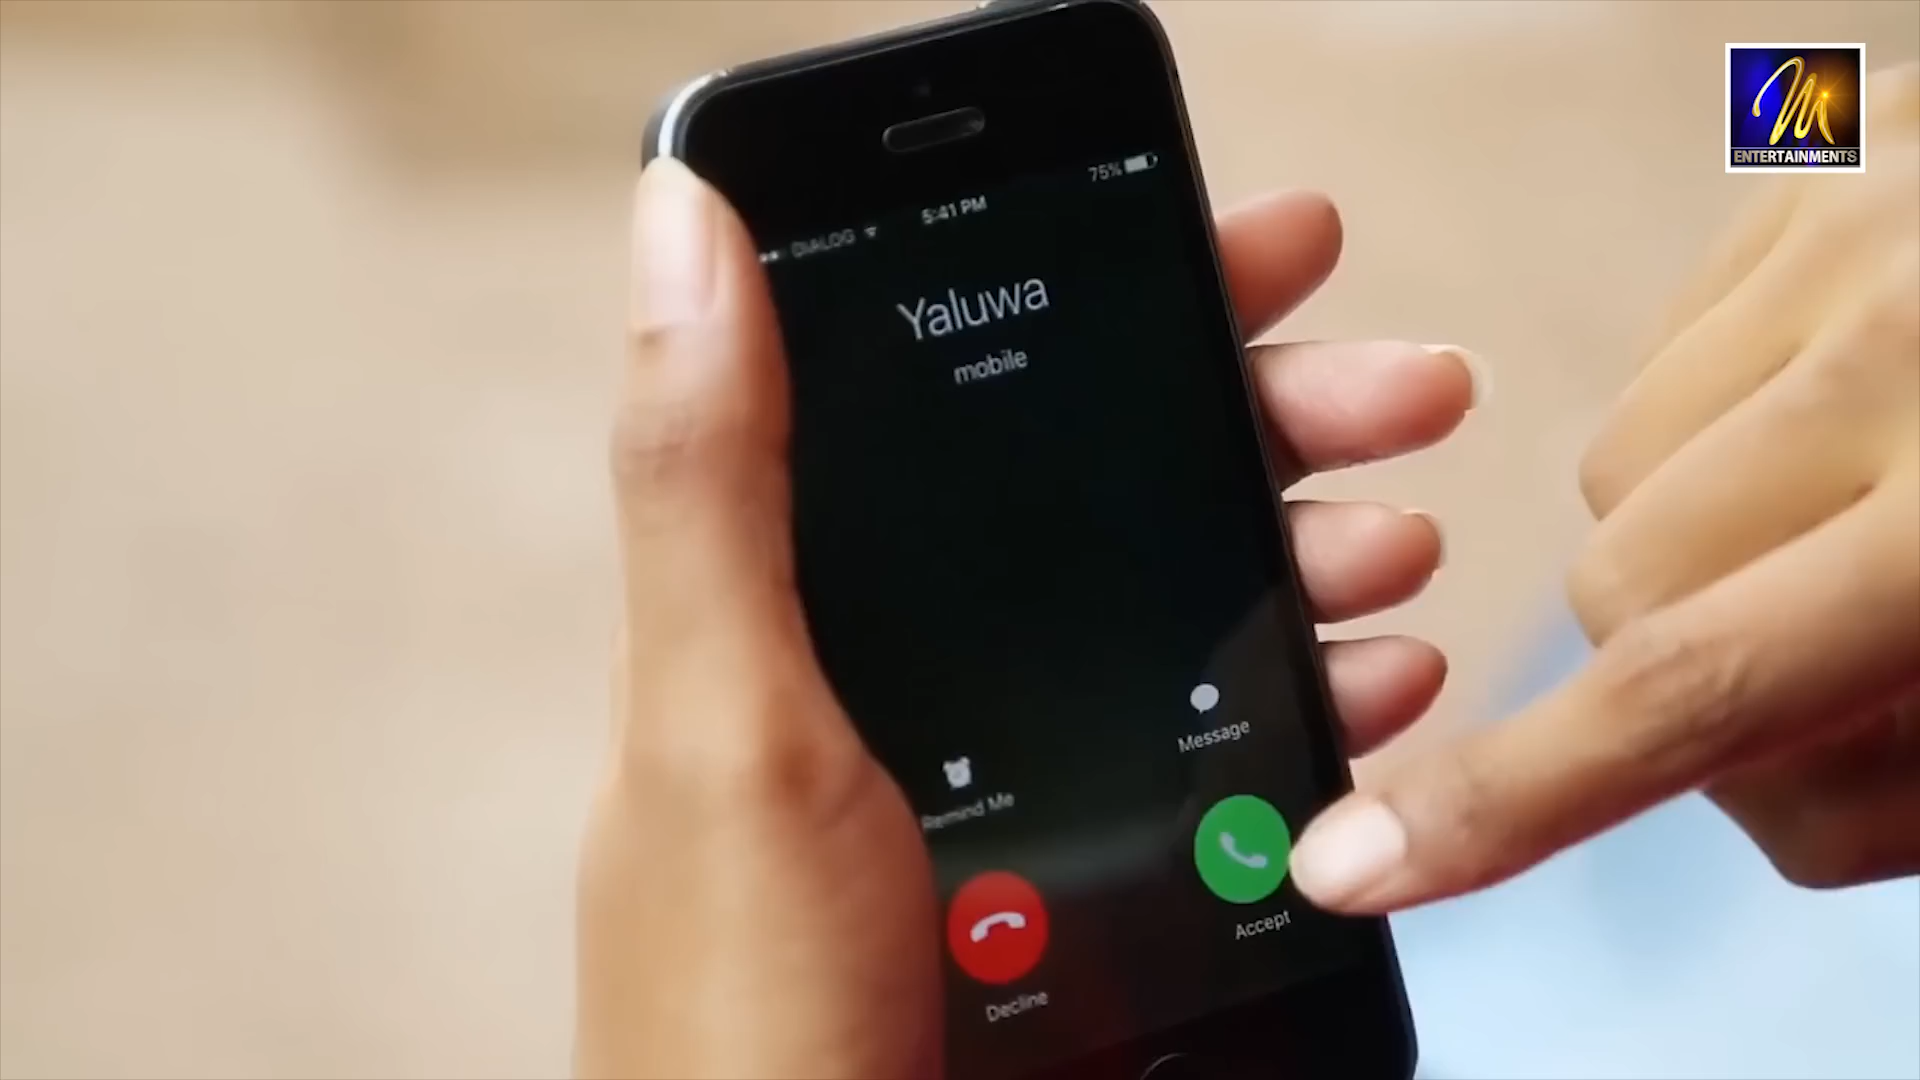 ENTERTAINMENTS
75%
5:41 PM
DIALOG
Yaluwa
mobile
Message
Remind Me
Accept
Decline